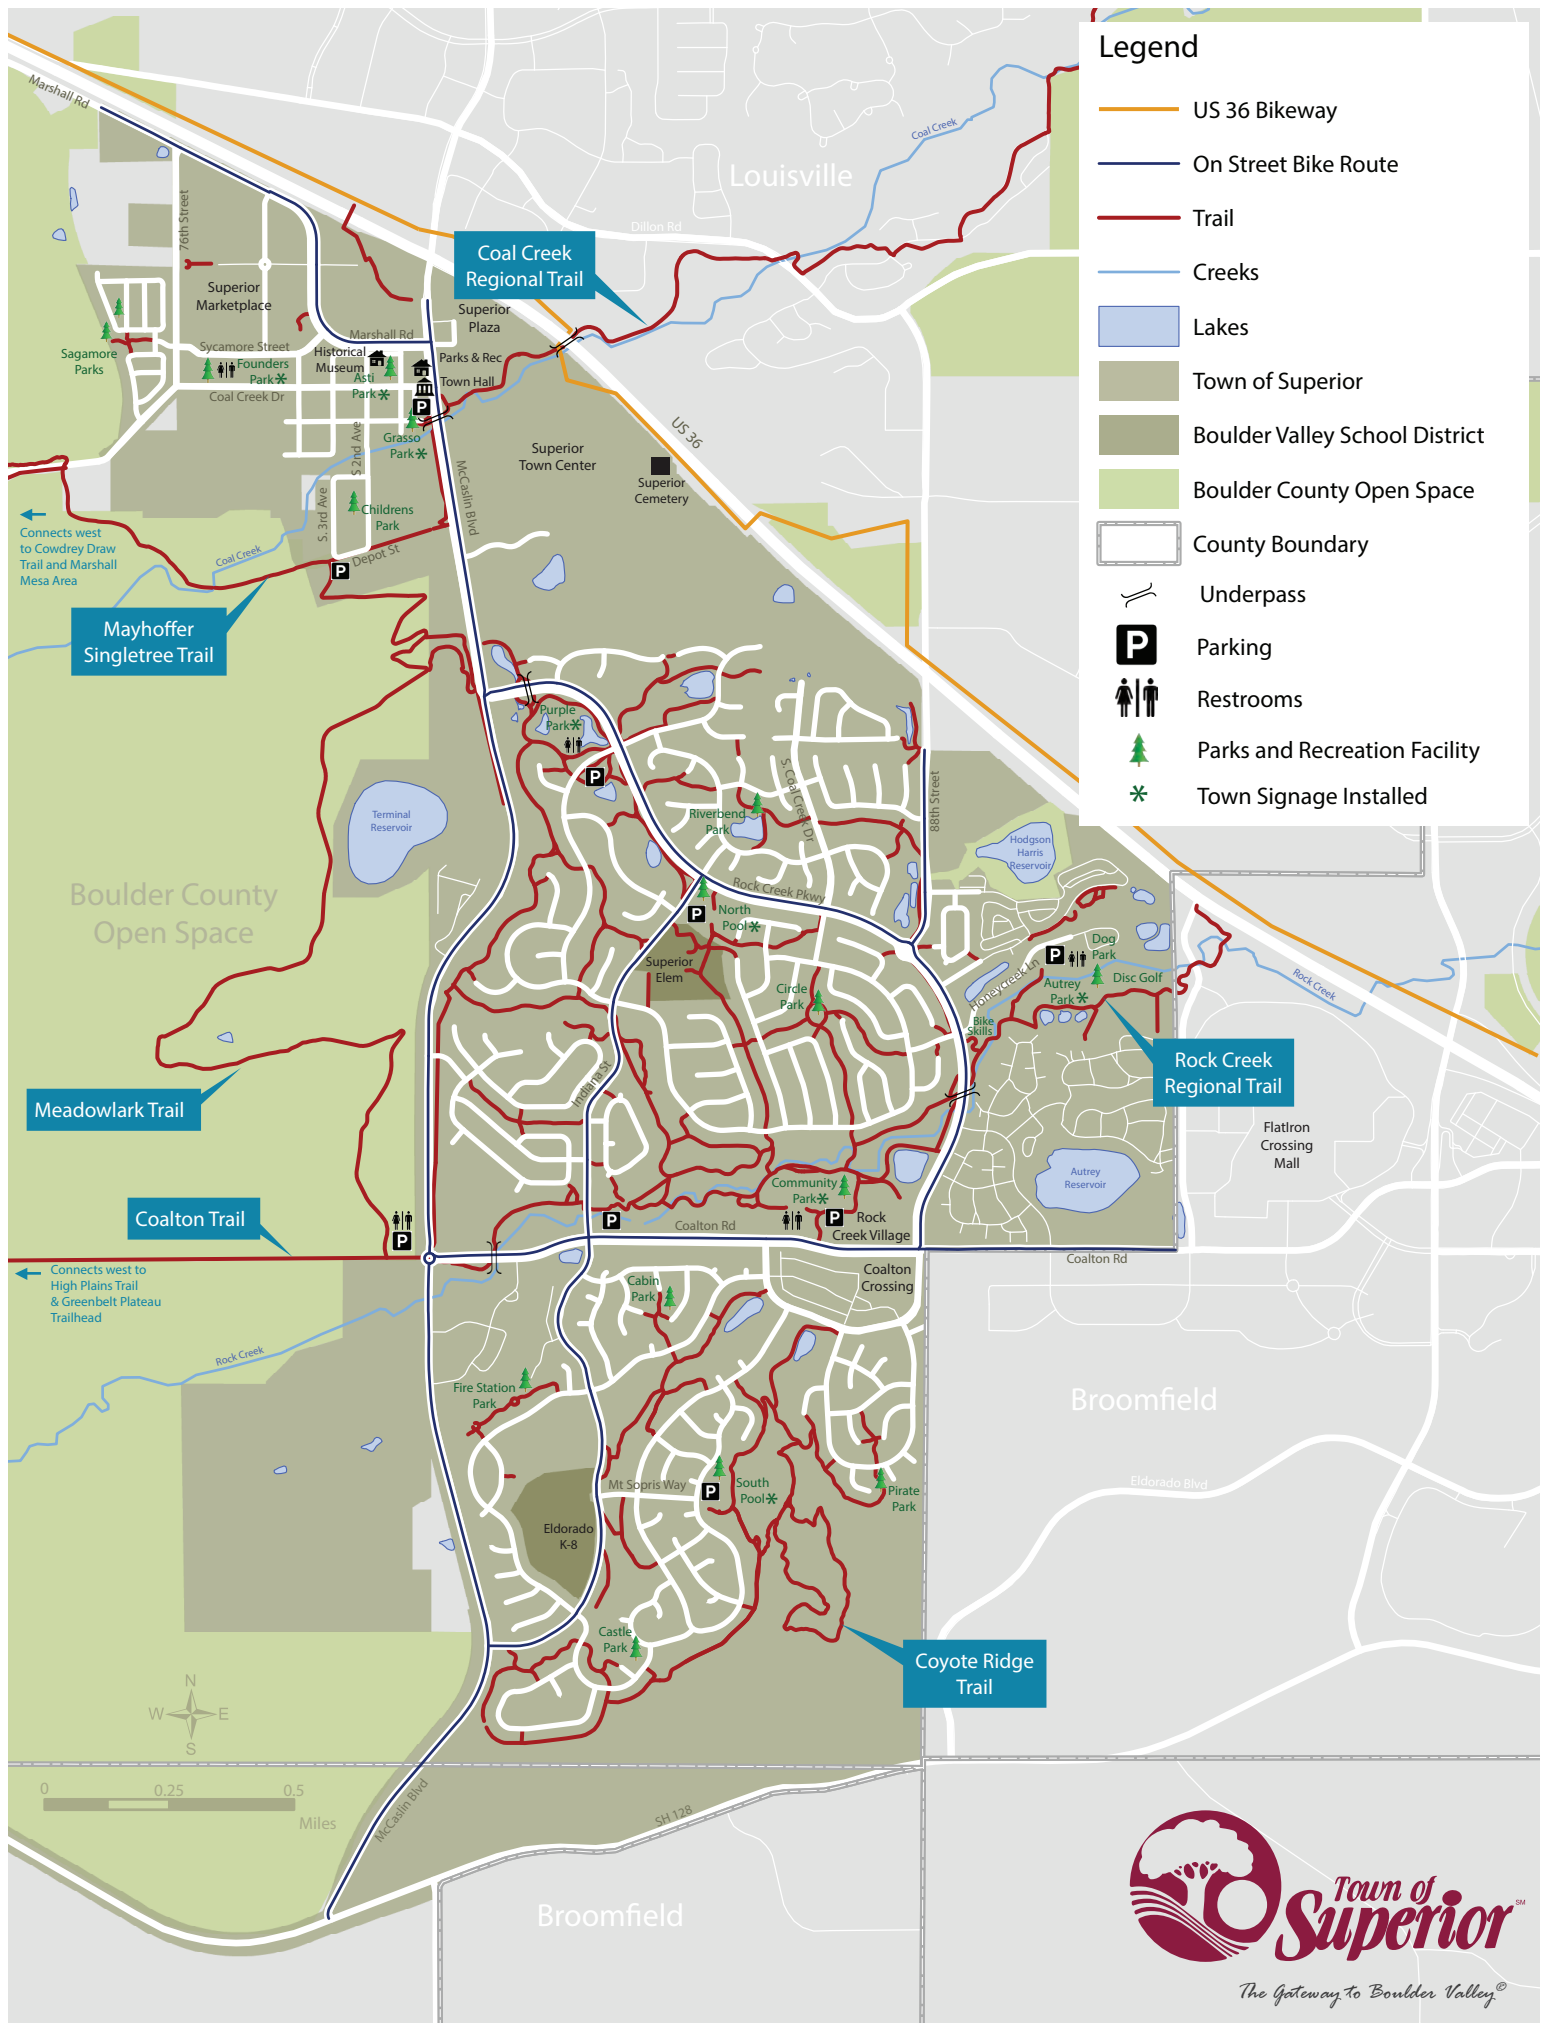 Legend
US 36 Bikeway
On Street Bike Route
Trail
Creeks
Lakes
Town of Superior
Boulder Valley School District
Boulder County Open Space
County Boundary
Underpass
P
Parking
Restrooms
Parks and Recreation Facility
Town Signage Installed
Marshall Rd
Coal Creek
Louisville
Dillon Rd
76th Street
Coal Creek
Regional Trail
Superior
Marketplace
Superior
Plaza
Marshall Rd
Sycamore Street
Historical
Museum
Parks & Rec
Sagamore
Parks
Founders
Park
Asti
Park
Town Hall
Coal Creek Dr
P
US 36
Grasso
Park
S 2nd Ave
Superior
Town Center
McCaslin Blvd
Superior
Cemetery
S. 3rd Ave
Childrens
Park
Connects west
to Cowdrey Draw
Trail and Marshall
Mesa Area
Coal Creek
Depot St
P
Mayhoffer
Singletree Trail
Purple
Park
P
S. Coal Creek Dr
88th Street
Terminal
Reservoir
Riverbend
Park
Hodgson
Harris
Reservoir
Boulder County
Open Space
Rock Creek Pkwy
North
Pool
P
Superior
Elem
Dog
Park
P
Honeycreek Ln
Disc Golf
Autrey
Park
Rock Creek
Circle
Park
Bike
Skills
Rock Creek
Regional Trail
Indiana St
Meadowlark Trail
FlatIron
Crossing
Mall
Autrey
Reservoir
Community
Park
Coalton Trail
P
P
P
Rock
Creek Village
Coalton Rd
Coalton Rd
Connects west to
High Plains Trail
& Greenbelt Plateau
Trailhead
Coalton
Crossing
Cabin
Park
Rock Creek
Fire Station
Park
Broomfield
Mt Sopris Way
P
South
Pool
Pirate
Park
Eldorado Blvd
Eldorado
K-8
Castle
Park
Coyote Ridge
Trail
N
W
E
S
0
0.25
0.5
Miles
McCaslin Blvd
SH 128
Broomfield
Town of
Superior
SM
The Gateway to Boulder Valley©